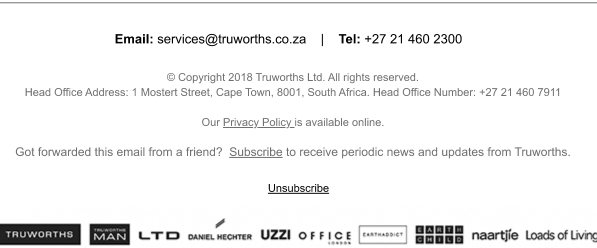 Email: services@truworths.co.za | Tel: +27 21 460 2300
© Copyright 2018 Truworths Ltd. All rights reserved.
Head Office Address: 1 Mostert Street, Cape Town, 8001, South Africa. Head Office Number: +27 21 460 7911
Our Privacy Policy is available online.
Got forwarded this email from a friend? Subscribe to receive periodic news and updates from Truworths.
Unsubscribe
TRUWORTHS TRUWORTHS MAN LTD DANIEL HECHTER UZZI OFFICE LONDON EARTHADDICT EARTH CHILD naartjie Loads of Living